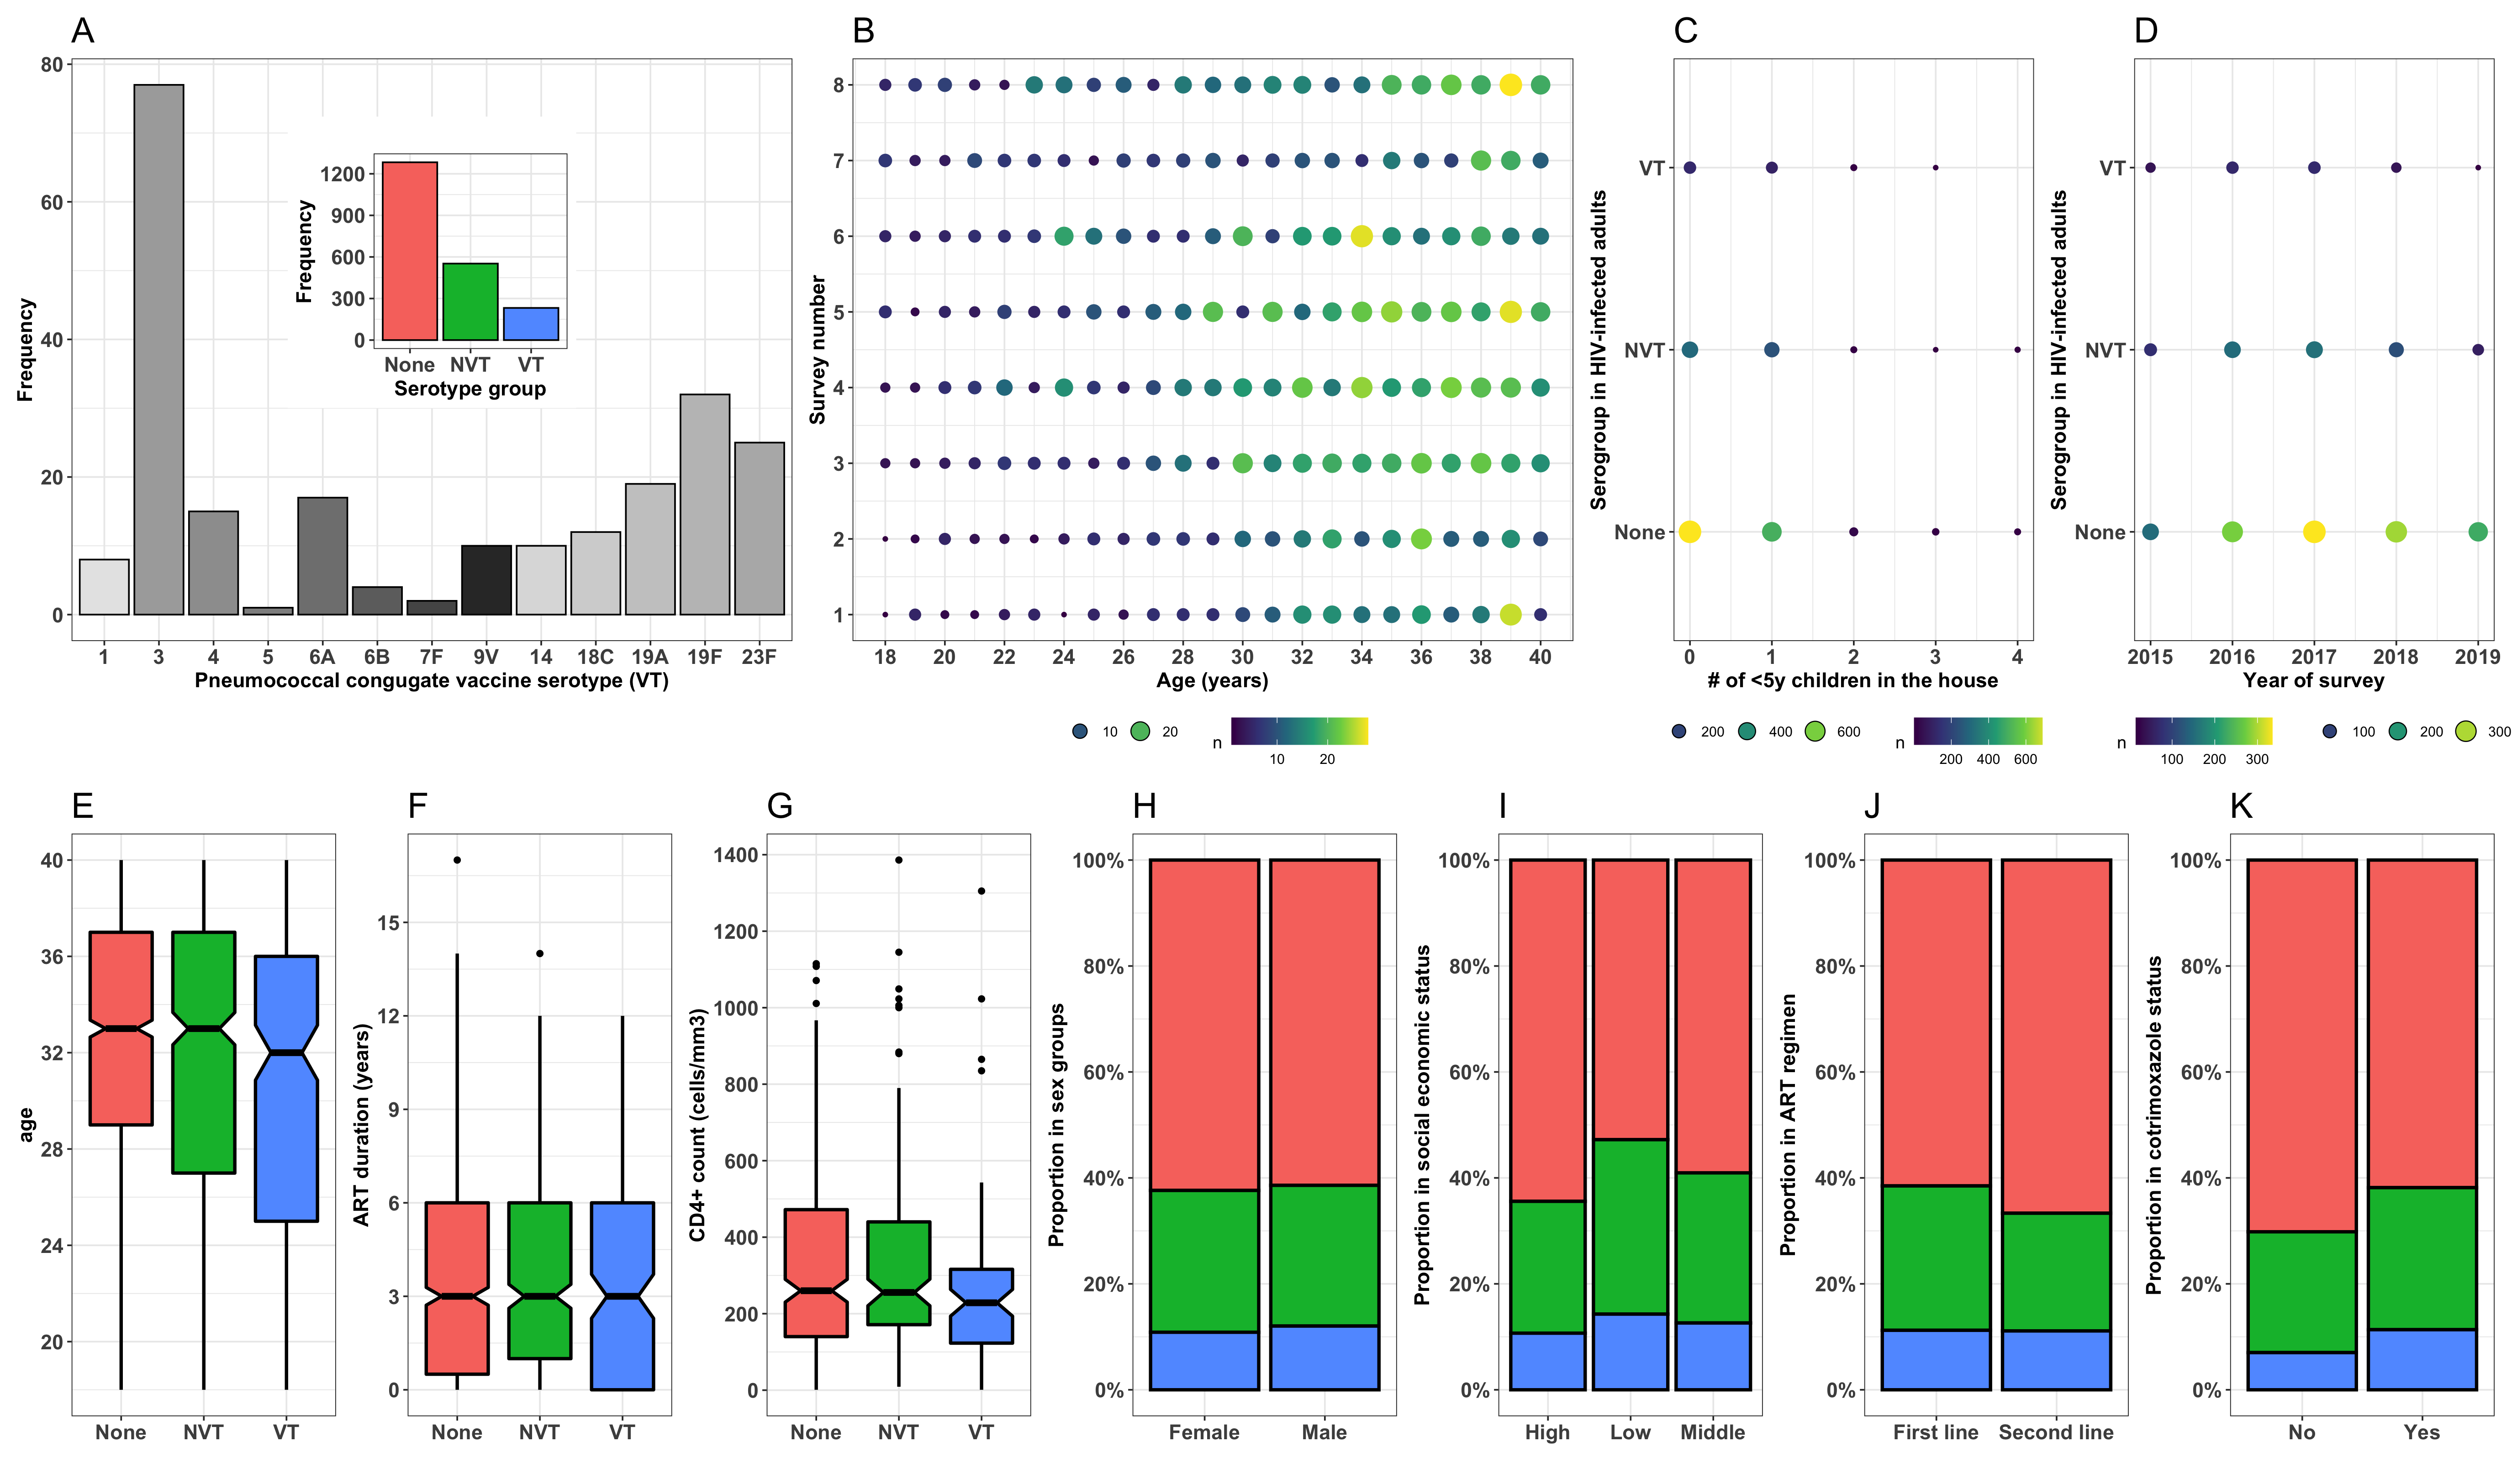 A
B
C
D
Frequency
80
60
40
20
0
1 3 4 5 6A 6B 7F 9V 14 18C 19A 19F 23F
Pneumococcal congugate vaccine serotype (VT)
Frequency
1200
900
600
300
0
None NVT VT
Serotype group
Survey number
8
7
6
5
4
3
2
1
18 20 22 24 26 28 30 32 34 36 38 40
Age (years)
10 20
n
10 20
Serogroup in HIV-infected adults
VT
NVT
None
0 1 2 3 4
# of <5y children in the house
200 400 600
n
200 400 600
Serogroup in HIV-infected adults
VT
NVT
None
2015 2016 2017 2018 2019
Year of survey
n
100 200 300
100 200 300
E
F
G
H
I
J
K
age
40
36
32
28
24
20
None NVT VT
ART duration (years)
15
12
9
6
3
0
None NVT VT
CD4+ count (cells/mm3)
1400
1200
1000
800
600
400
200
0
None NVT VT
Proportion in sex groups
100%
80%
60%
40%
20%
0%
Female Male
Proportion in social economic status
100%
80%
60%
40%
20%
0%
High Low Middle
Proportion in ART regimen
100%
80%
60%
40%
20%
0%
First line Second line
Proportion in cotrimoxazole status
100%
80%
60%
40%
20%
0%
No Yes